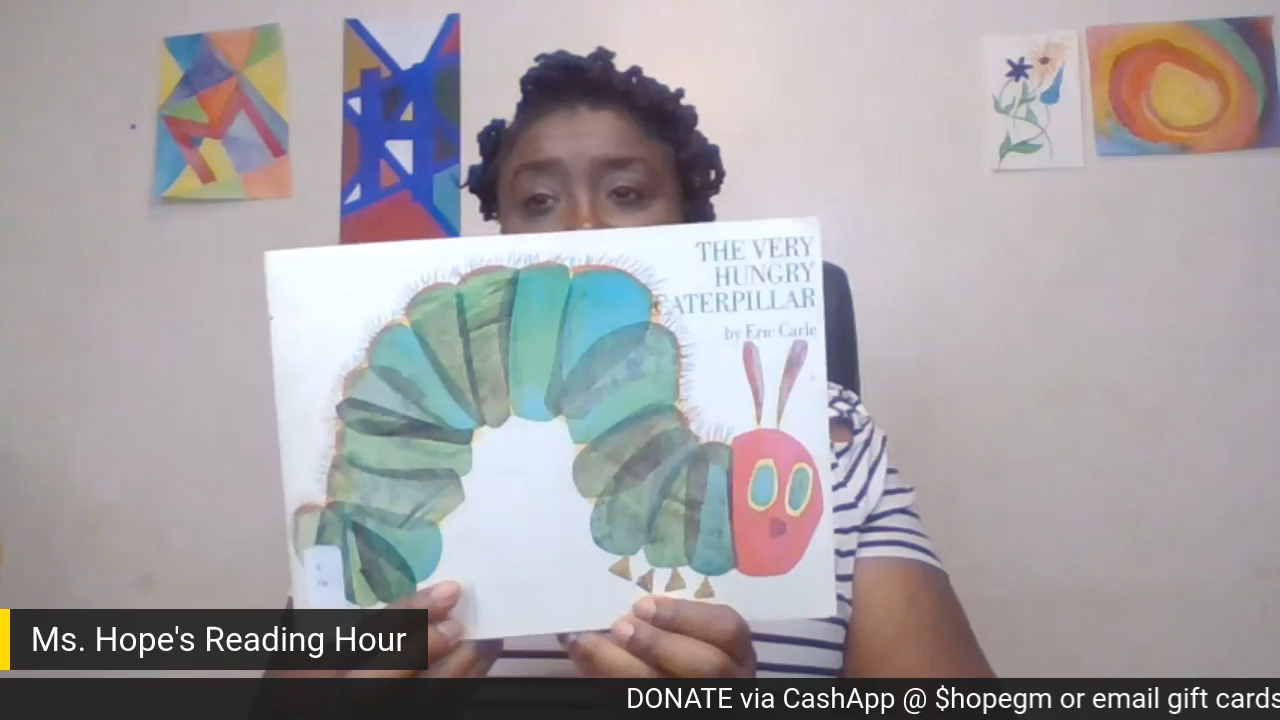 THE VERY
HUNGRY
CATERPILLAR
by Eric Carle
Ms. Hope's Reading Hour
DONATE via CashApp @ $hopegm or email gift cards